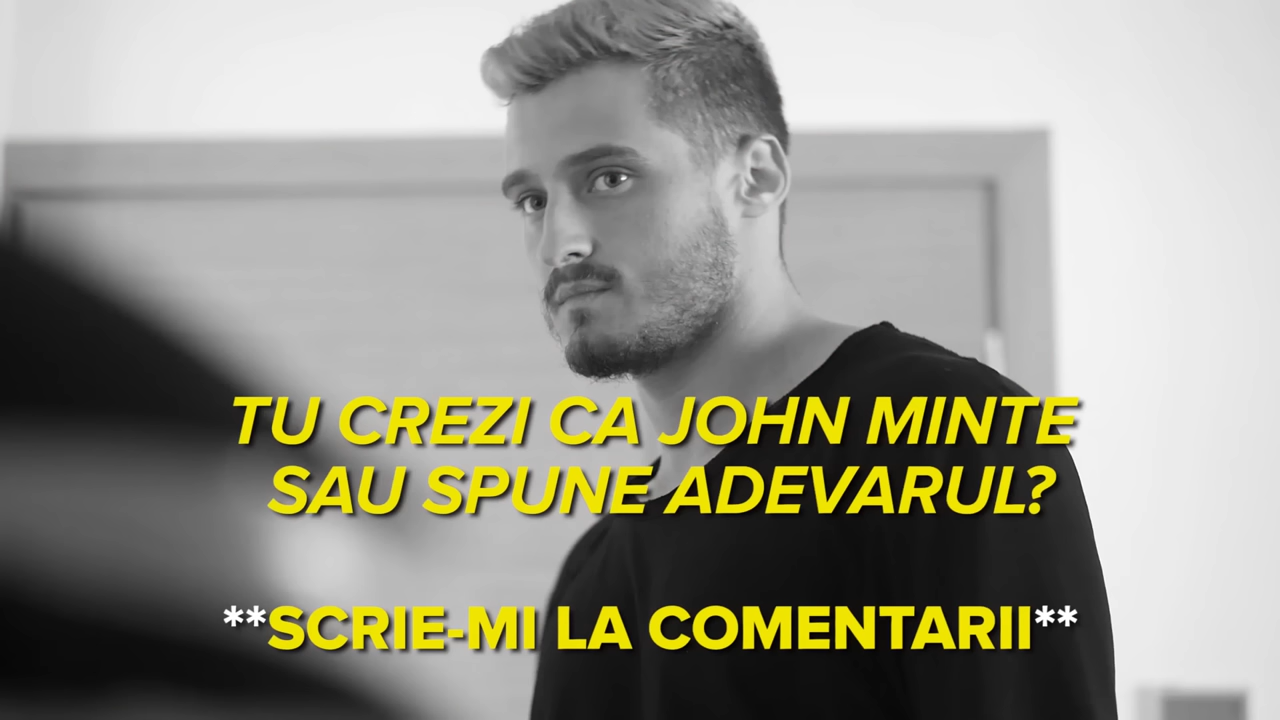 TU CREZI CA JOHN MINTE
SAU SPUNE ADEVARUL?
**SCRIE-MI LA COMENTARII**